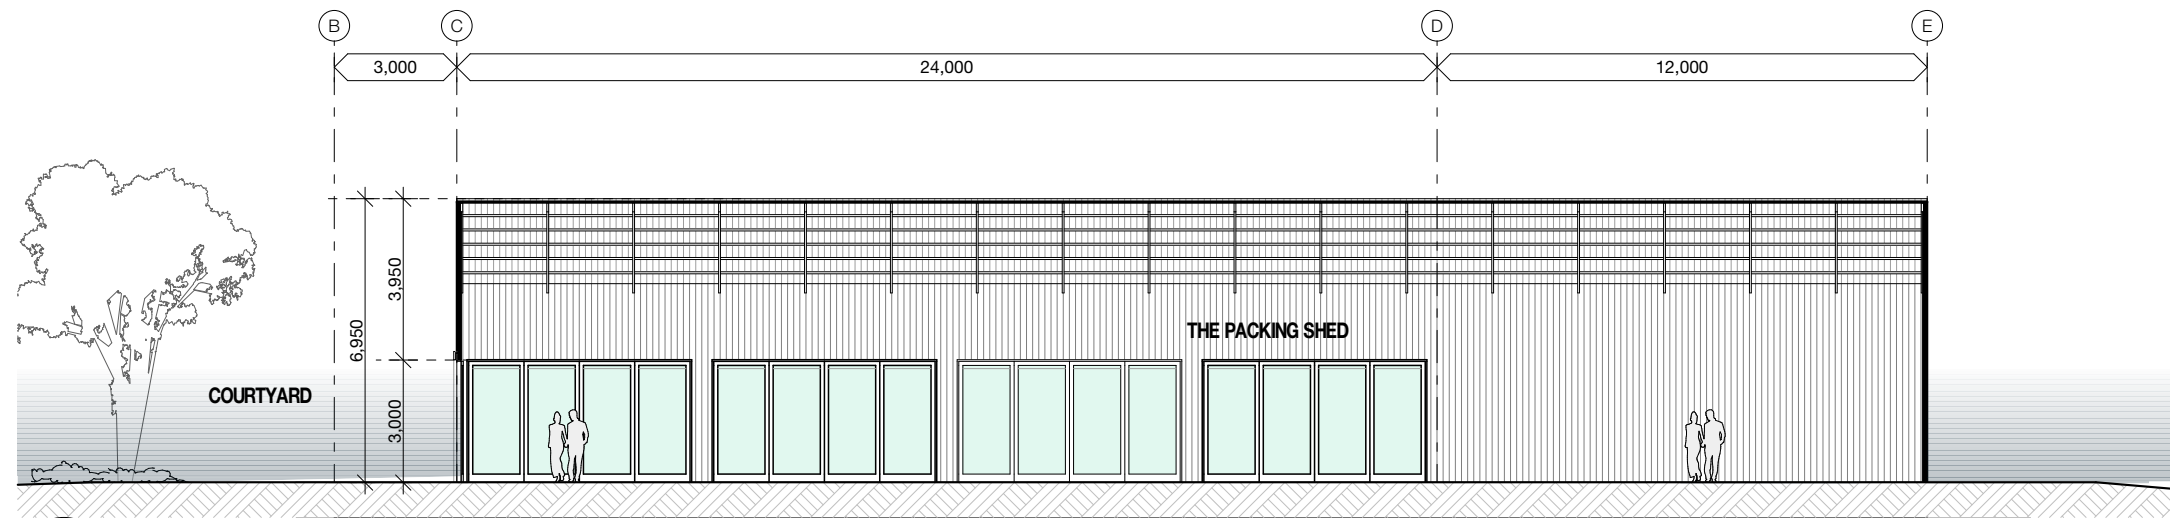 B
C
D
E
3,000
24,000
12,000
3,950
6,950
THE PACKING SHED
COURTYARD
3,000